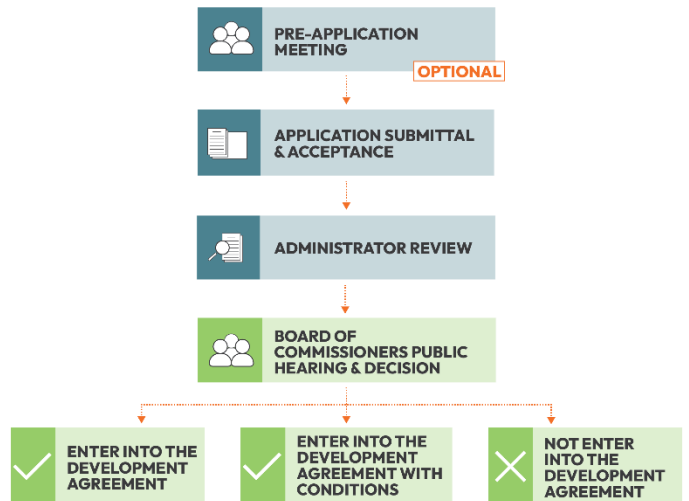 PRE-APPLICATION
MEETING
OPTIONAL
APPLICATION SUBMITTAL
& ACCEPTANCE
ADMINISTRATOR REVIEW
BOARD OF
COMMISSIONERS PUBLIC
HEARING & DECISION
ENTER INTO THE
DEVELOPMENT
AGREEMENT
ENTER INTO THE
DEVELOPMENT
AGREEMENT WITH
CONDITIONS
NOT ENTER
INTO THE
DEVELOPMENT
AGREEMENT